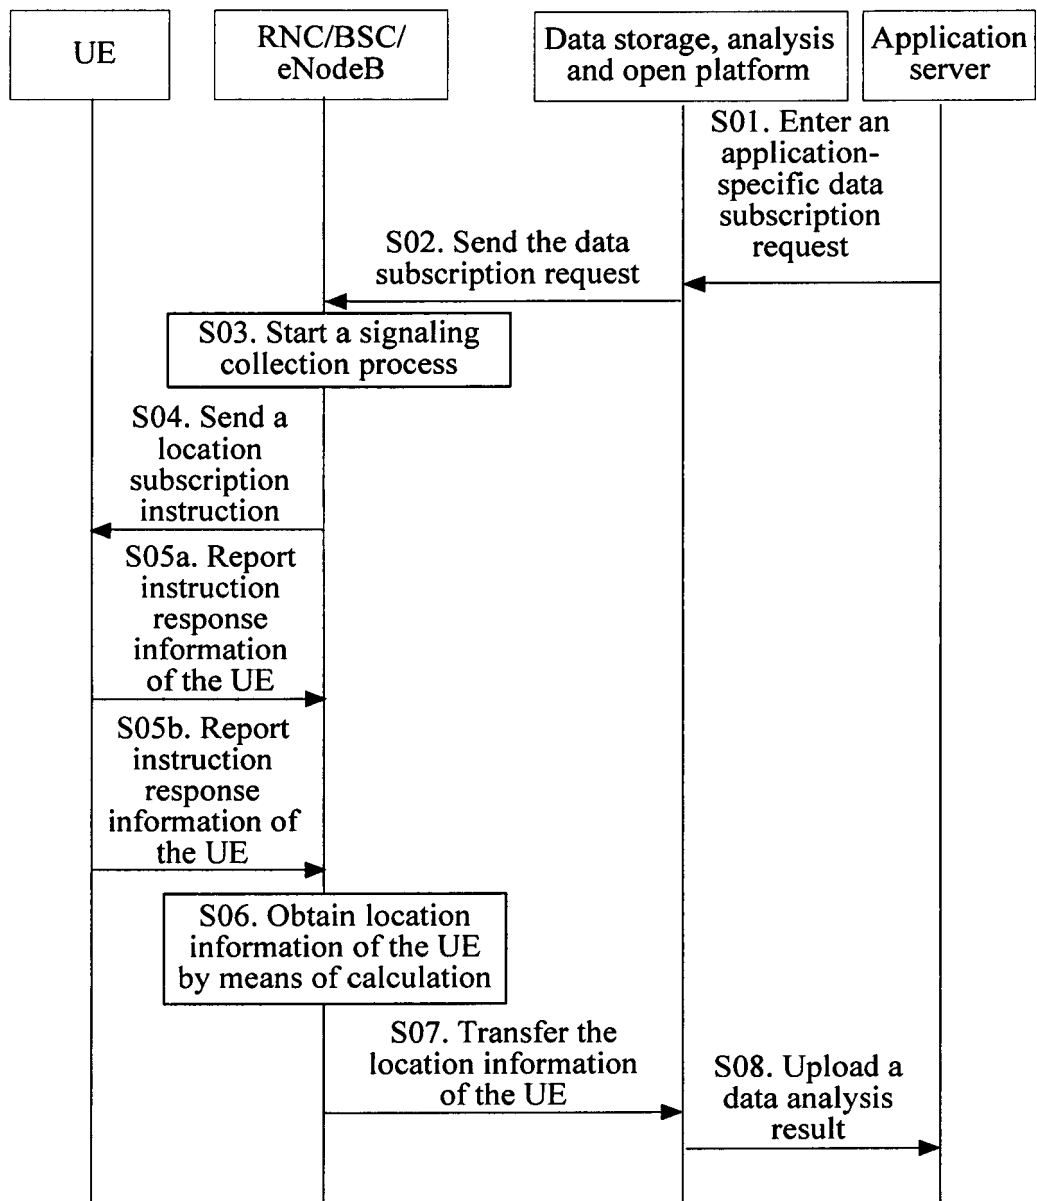 UE
RNC/BSC/
eNodeB
Data storage, analysis
and open platform
Application
server
S01. Enter an
application-
specific data
subscription
request
S02. Send the data
subscription request
S03. Start a signaling
collection process
S04. Send a
location
subscription
instruction
S05a. Report
instruction
response
information
of the UE
S05b. Report
instruction
response
information of
the UE
S06. Obtain location
information of the UE
by means of calculation
S07. Transfer the
location information
of the UE
S08. Upload a
data analysis
result